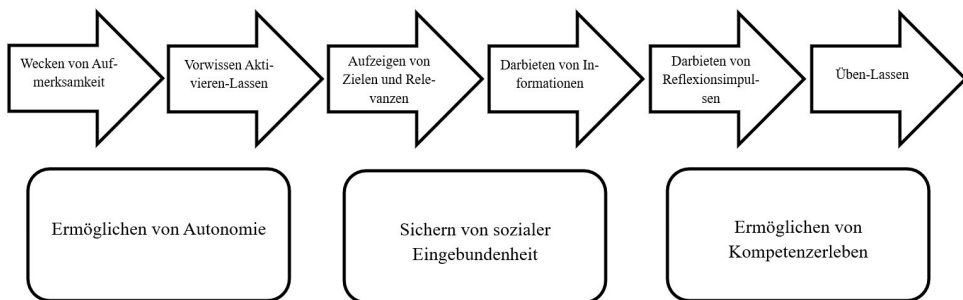 Wecken von Auf-
merksamkeit
Vorwissen Akti-
vieren-Lassen
Aufzeigen von
Zielen und Rele-
vanzen
Darbieten von In-
formationen
Darbieten von
Reflexionsimpul-
sen
Üben-Lassen
Ermöglichen von Autonomie
Sichern von sozialer
Eingebundenheit
Ermöglichen von
Kompetenzerleben